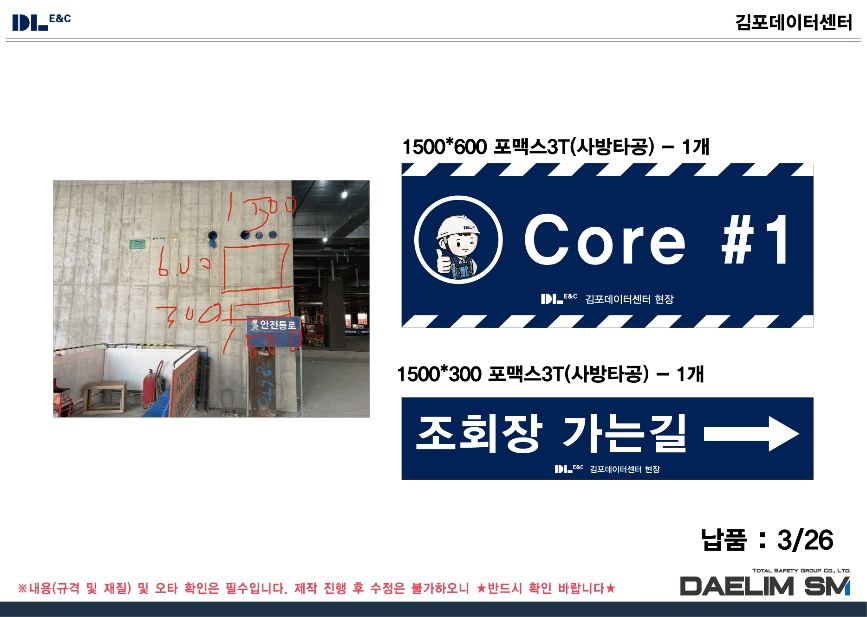 DL E&C
김포데이터센터
1500*600 포맥스3T(사방타공) - 1개
Core #1
DL E&C 김포데이터센터 현장
1500
600
300
안전통로
1500*300 포맥스3T(사방타공) - 1개
조회장 가는길
DL E&C 김포데이터센터 현장
납품 : 3/26
※내용(규격 및 재질) 및 오타 확인은 필수입니다. 제작 진행 후 수정은 불가하오니 ★반드시 확인 바랍니다★
TOTAL SAFETY GROUP CO., LTD.
DAELIM SM